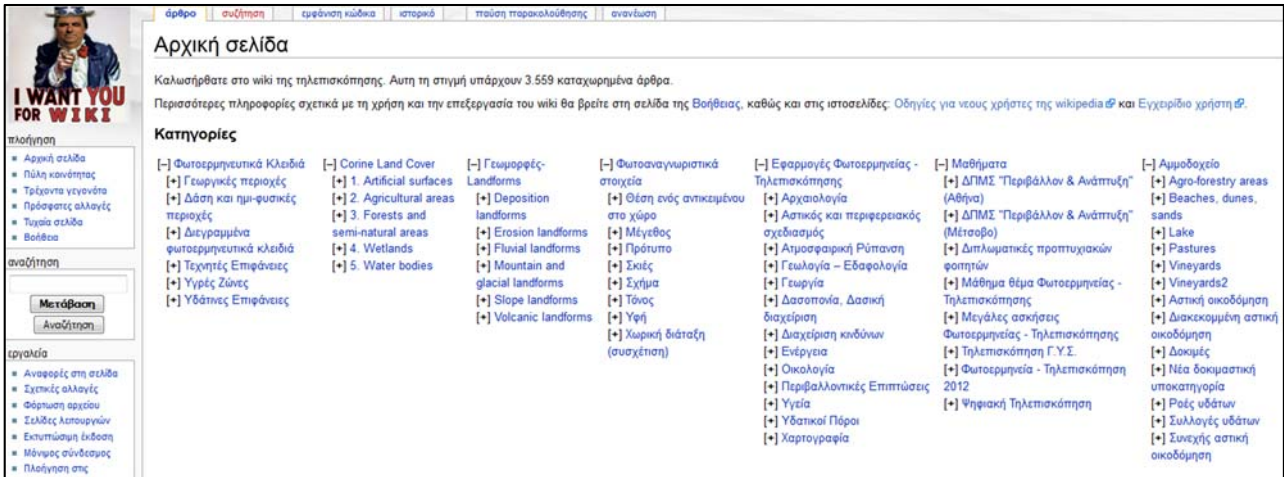 I WANT YOU
FOR WIKI
πλοήγηση
Αρχική σελίδα
Πύλη κοινότητας
Τρέχοντα γεγονότα
Πρόσφατες αλλαγές
Τυχαία σελίδα
Βοήθεια
αναζήτηση
Μετάβαση
Αναζήτηση
εργαλεία
Αναφορές στη σελίδα
Σχετικές αλλαγές
Φόρτωση αρχείου
Σελίδες λειτουργιών
Εκτυπώσιμη έκδοση
Μόνιμος σύνδεσμος
Πλοήγηση στις
άρθρο συζήτηση εμφάνιση κώδικα ιστορικό παύση παρακολούθησης ανανέωση
Αρχική σελίδα
Καλωσήρθατε στο wiki της τηλεπισκόπησης. Αυτη τη στιγμή υπάρχουν 3.559 καταχωρημένα άρθρα.
Περισσότερες πληροφορίες σχετικά με τη χρήση και την επεξεργασία του wiki θα βρείτε στη σελίδα της Βοήθειας, καθώς και στις ιστοσελίδες: Οδηγίες για νεους χρήστες της wikipedia και Εγχειρίδιο χρήστη.
Κατηγορίες
[–] Φωτοερμηνευτικά Κλειδιά
[+] Γεωργικές περιοχές
[+] Δάση και ημι-φυσικές
περιοχές
[+] Διεγραμμένα
φωτοερμηνευτικά κλειδιά
[+] Τεχνητές Επιφάνειες
[+] Υγρές Ζώνες
[+] Υδάτινες Επιφάνειες
[–] Corine Land Cover
[+] 1. Artificial surfaces
[+] 2. Agricultural areas
[+] 3. Forests and
semi-natural areas
[+] 4. Wetlands
[+] 5. Water bodies
[–] Γεωμορφές-
Landforms
[+] Deposition
landforms
[+] Erosion landforms
[+] Fluvial landforms
[+] Mountain and
glacial landforms
[+] Slope landforms
[+] Volcanic landforms
[–] Φωτοαναγνωριστικά
στοιχεία
[+] Θέση ενός αντικειμένου
στο χώρο
[+] Μέγεθος
[+] Πρότυπο
[+] Σκιές
[+] Σχήμα
[+] Τόνος
[+] Υφή
[+] Χωρική διάταξη
(συσχέτιση)
[–] Εφαρμογές Φωτοερμηνείας -
Τηλεπισκόπησης
[+] Αρχαιολογία
[+] Αστικός και περιφερειακός
σχεδιασμός
[+] Ατμοσφαιρική Ρύπανση
[+] Γεωλογία – Εδαφολογία
[+] Γεωργία
[+] Δασοπονία, Δασική
διαχείριση
[+] Διαχείριση κινδύνων
[+] Ενέργεια
[+] Οικολογία
[+] Περιβαλλοντικές Επιπτώσεις
[+] Υγεία
[+] Υδατικοί Πόροι
[+] Χαρτογραφία
[–] Μαθήματα
[+] ΔΠΜΣ "Περιβάλλον & Ανάπτυξη"
(Αθήνα)
[+] ΔΠΜΣ "Περιβάλλον & Ανάπτυξη"
(Μέτσοβο)
[+] Διπλωματικές προπτυχιακών
φοιτητών
[+] Μάθημα θέμα Φωτοερμηνείας -
Τηλεπισκόπησης
[+] Μεγάλες ασκήσεις
Φωτοερμηνείας - Τηλεπισκόπησης
[+] Τηλεπισκόπηση Γ.Υ.Σ.
[+] Φωτοερμηνεία - Τηλεπισκόπηση
2012
[+] Ψηφιακή Τηλεπισκόπηση
[–] Αμμοδοχείο
[+] Agro-forestry areas
[+] Beaches, dunes,
sands
[+] Lake
[+] Pastures
[+] Vineyards
[+] Vineyards2
[+] Αστική οικοδόμηση
[+] Διακεκομμένη αστική
οικοδόμηση
[+] Δοκιμές
[+] Νέα δοκιμαστική
υποκατηγορία
[+] Ροές υδάτων
[+] Συλλογές υδάτων
[+] Συνεχής αστική
οικοδόμηση